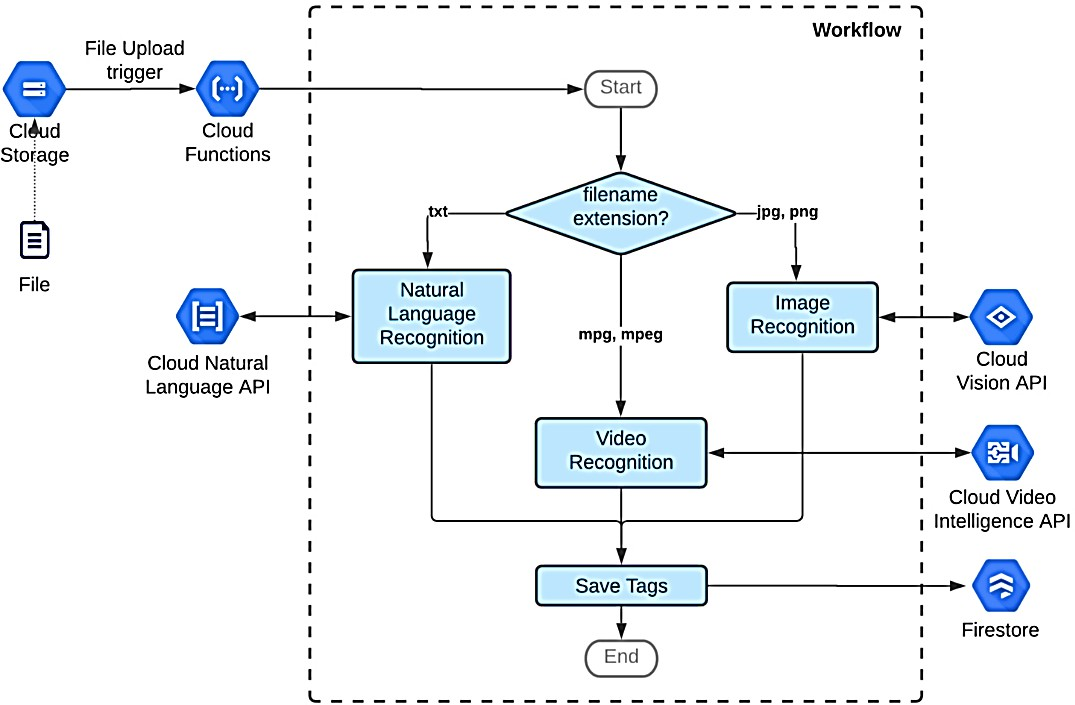 Workflow
File Upload
trigger
Start
Cloud
Storage
Cloud
Functions
filename
extension?
txt
jpg, png
File
Natural
Language
Recognition
Image
Recognition
mpg, mpeg
Cloud Natural
Language API
Cloud
Vision API
Video
Recognition
Cloud Video
Intelligence API
Save Tags
Firestore
End